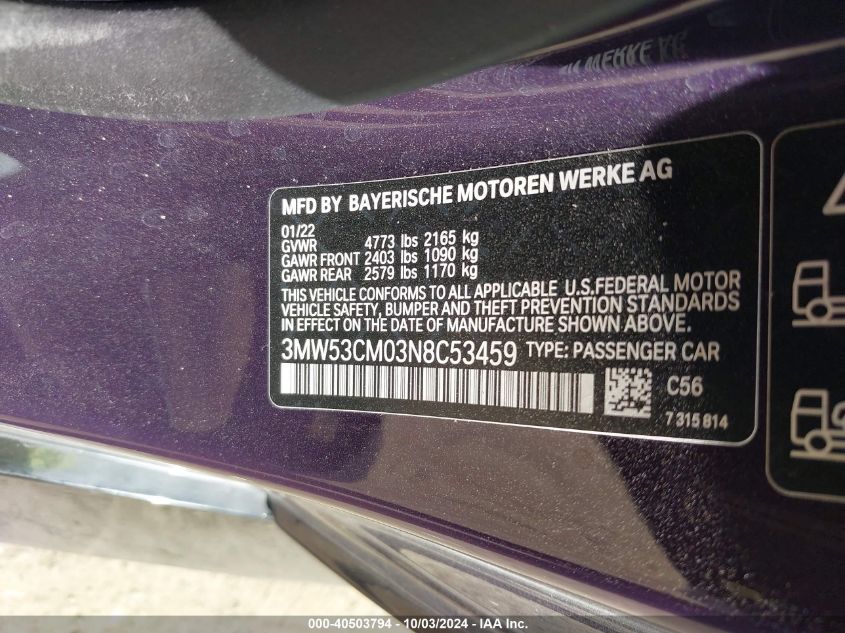 MFD BY BAYERISCHE MOTOREN WERKE AG
01/22
GVWR 4773 lbs 2165 kg
GAWR FRONT 2403 lbs 1090 kg
GAWR REAR 2579 lbs 1170 kg
THIS VEHICLE CONFORMS TO ALL APPLICABLE U.S.FEDERAL MOTOR
VEHICLE SAFETY, BUMPER AND THEFT PREVENTION STANDARDS
IN EFFECT ON THE DATE OF MANUFACTURE SHOWN ABOVE.
3MW53CM03N8C53459 TYPE: PASSENGER CAR
C56
7 315 814
000-40503794 - 10/03/2024 - IAA Inc.